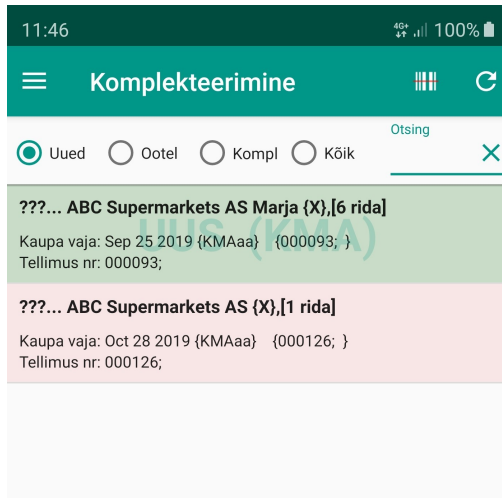 11:46 4G+ 100%
Komplekteerimine
Otsing
Uued Ootel Kompl Kõik
???... ABC Supermarkets AS Marja {X},[6 rida]
UUS (KMA)
Kaupa vaja: Sep 25 2019 {KMAaa} {000093; }
Tellimus nr: 000093;
???... ABC Supermarkets AS {X},[1 rida]
Kaupa vaja: Oct 28 2019 {KMAaa} {000126; }
Tellimus nr: 000126;